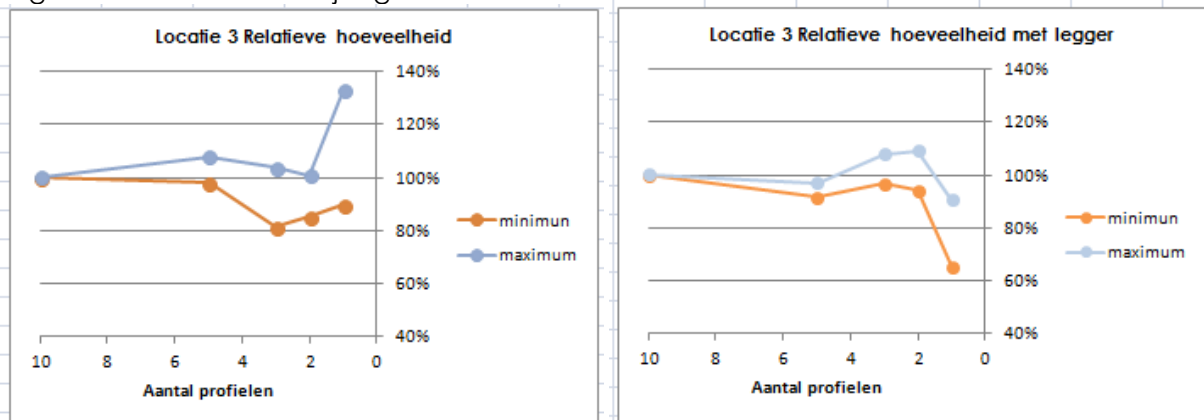 Locatie 3 Relatieve hoeveelheid
140%
120%
100%
80%
60%
40%
10 8 6 4 2 0
Aantal profielen
minimun
maximum
Locatie 3 Relatieve hoeveelheid met legger
140%
120%
100%
80%
60%
40%
10 8 6 4 2 0
Aantal profielen
minimun
maximum